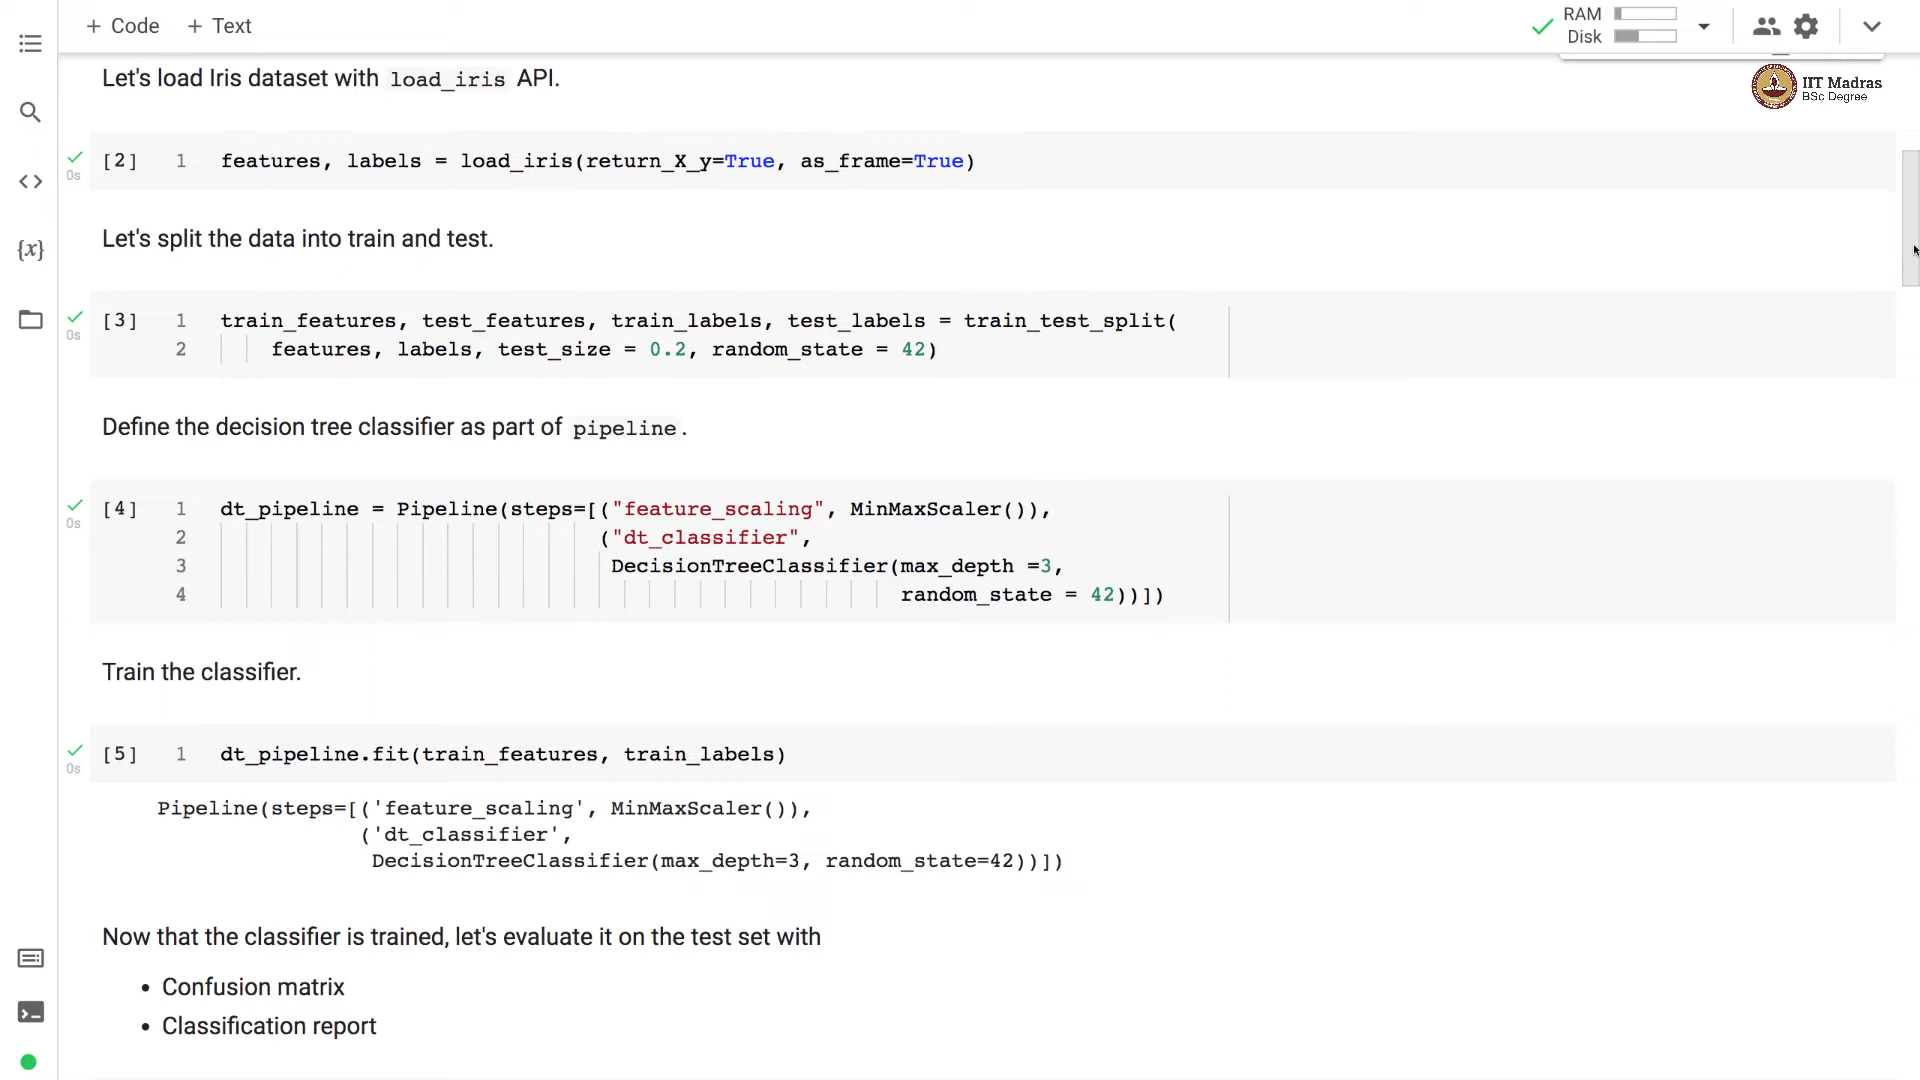 + Code + Text
RAM
Disk
Let's load Iris dataset with load_iris API.
IIT Madras
BSc Degree
0s [2] 1 features, labels = load_iris(return_X_y=True, as_frame=True)
{x}
Let's split the data into train and test.
0s [3] 1 train_features, test_features, train_labels, test_labels = train_test_split(
2 features, labels, test_size = 0.2, random_state = 42)
Define the decision tree classifier as part of pipeline.
0s [4] 1 dt_pipeline = Pipeline(steps=[("feature_scaling", MinMaxScaler()),
2 ("dt_classifier",
3 DecisionTreeClassifier(max_depth =3,
4 random_state = 42))])
Train the classifier.
0s [5] 1 dt_pipeline.fit(train_features, train_labels)
Pipeline(steps=[('feature_scaling', MinMaxScaler()),
('dt_classifier',
DecisionTreeClassifier(max_depth=3, random_state=42))])
Now that the classifier is trained, let's evaluate it on the test set with
• Confusion matrix
• Classification report